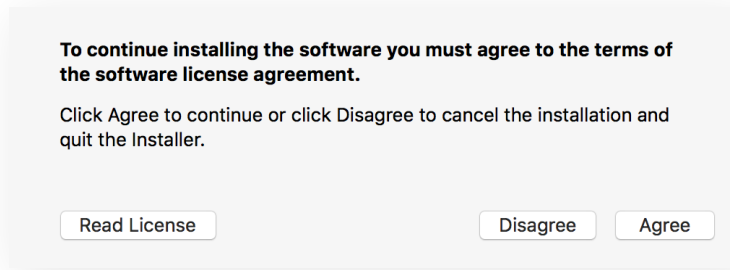 To continue installing the software you must agree to the terms of
the software license agreement.
Click Agree to continue or click Disagree to cancel the installation and
quit the Installer.
Read License
Disagree
Agree